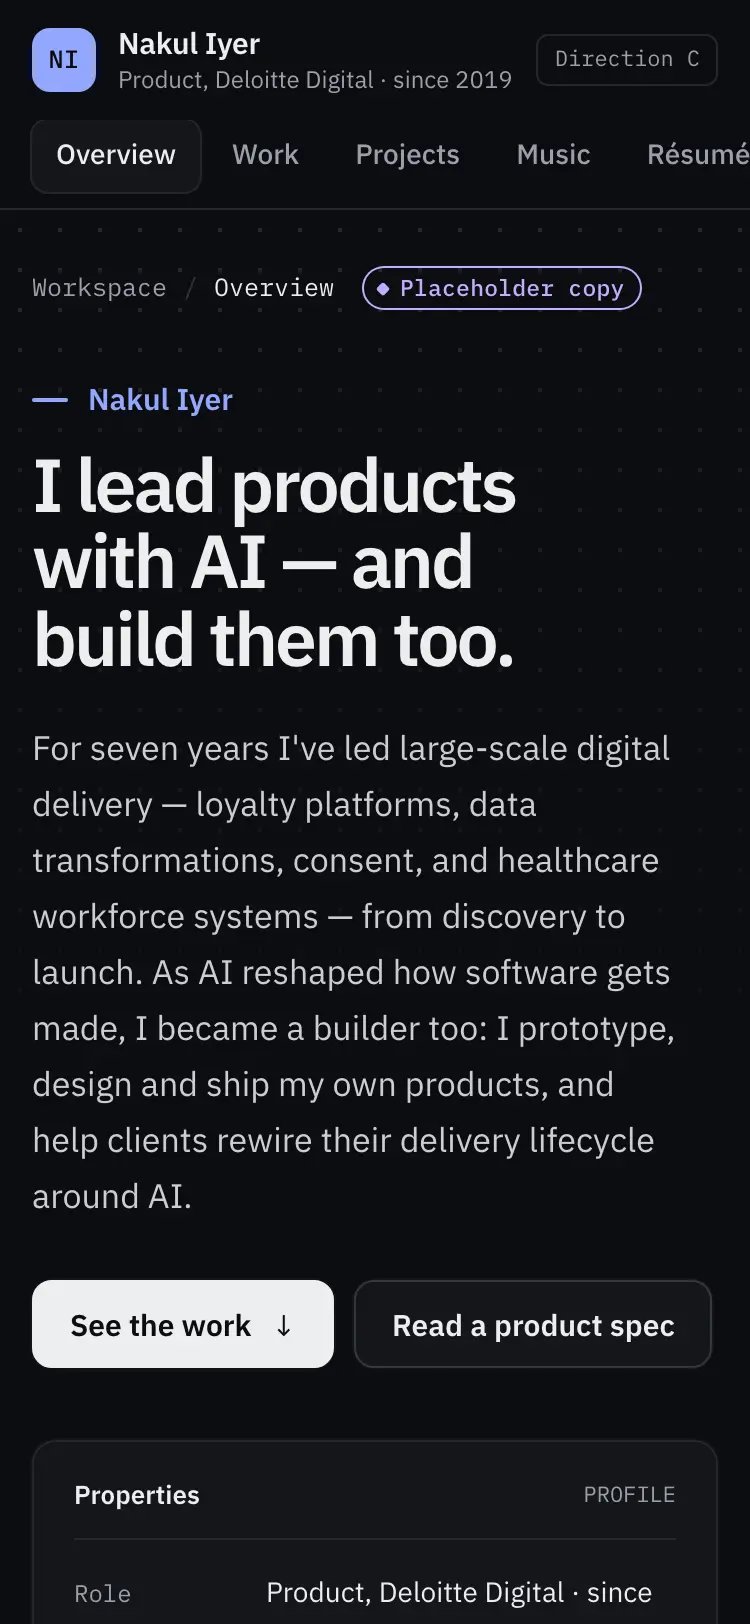 NI
Nakul Iyer
Product, Deloitte Digital · since 2019
Direction C
Overview Work Projects Music Résumé
Workspace / Overview ◆ Placeholder copy
— Nakul Iyer
I lead products
with AI — and
build them too.
For seven years I've led large-scale digital
delivery — loyalty platforms, data
transformations, consent, and healthcare
workforce systems — from discovery to
launch. As AI reshaped how software gets
made, I became a builder too: I prototype,
design and ship my own products, and
help clients rewire their delivery lifecycle
around AI.
See the work ↓ Read a product spec
Properties PROFILE
Role Product, Deloitte Digital · since